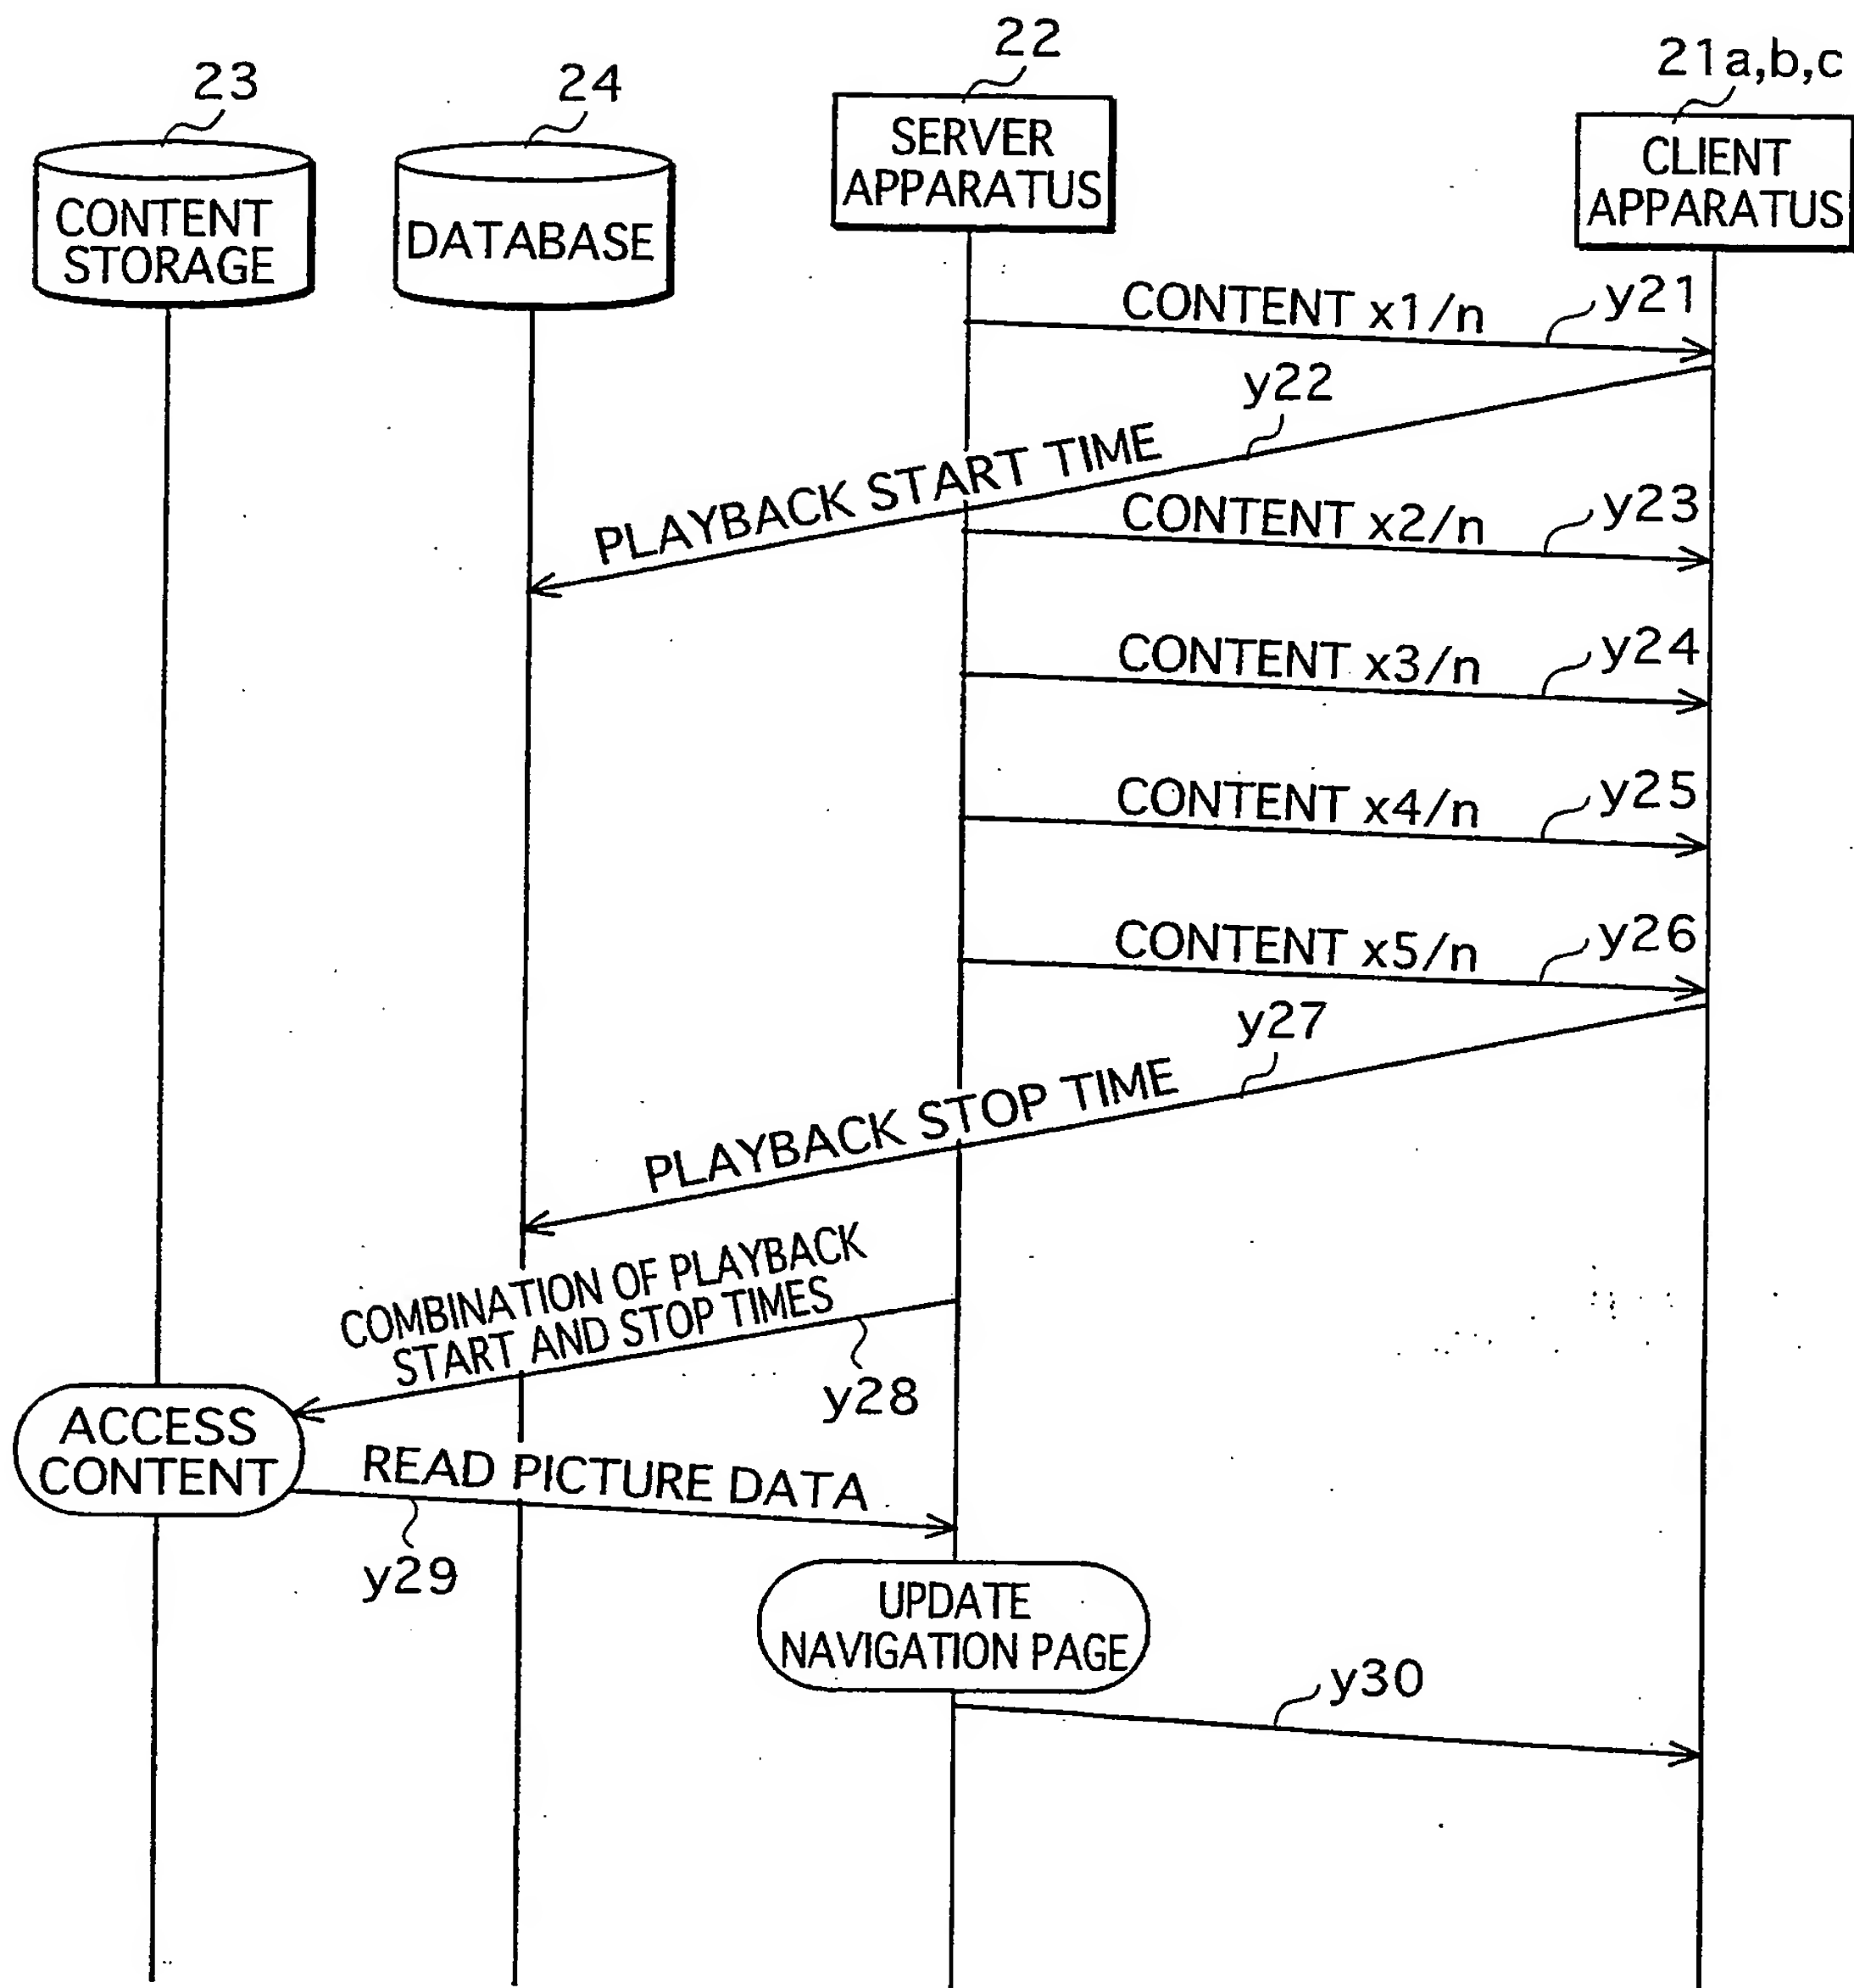 22
21a,b,c
23
24
SERVER
APPARATUS
CLIENT
APPARATUS
CONTENT
STORAGE
DATABASE
CONTENT x1/n
y21
y22
PLAYBACK START TIME
CONTENT x2/n
y23
CONTENT x3/n
y24
CONTENT x4/n
y25
CONTENT x5/n
y26
y27
PLAYBACK STOP TIME
COMBINATION OF PLAYBACK
START AND STOP TIMES
y28
ACCESS
CONTENT
READ PICTURE DATA
y29
UPDATE
NAVIGATION PAGE
y30